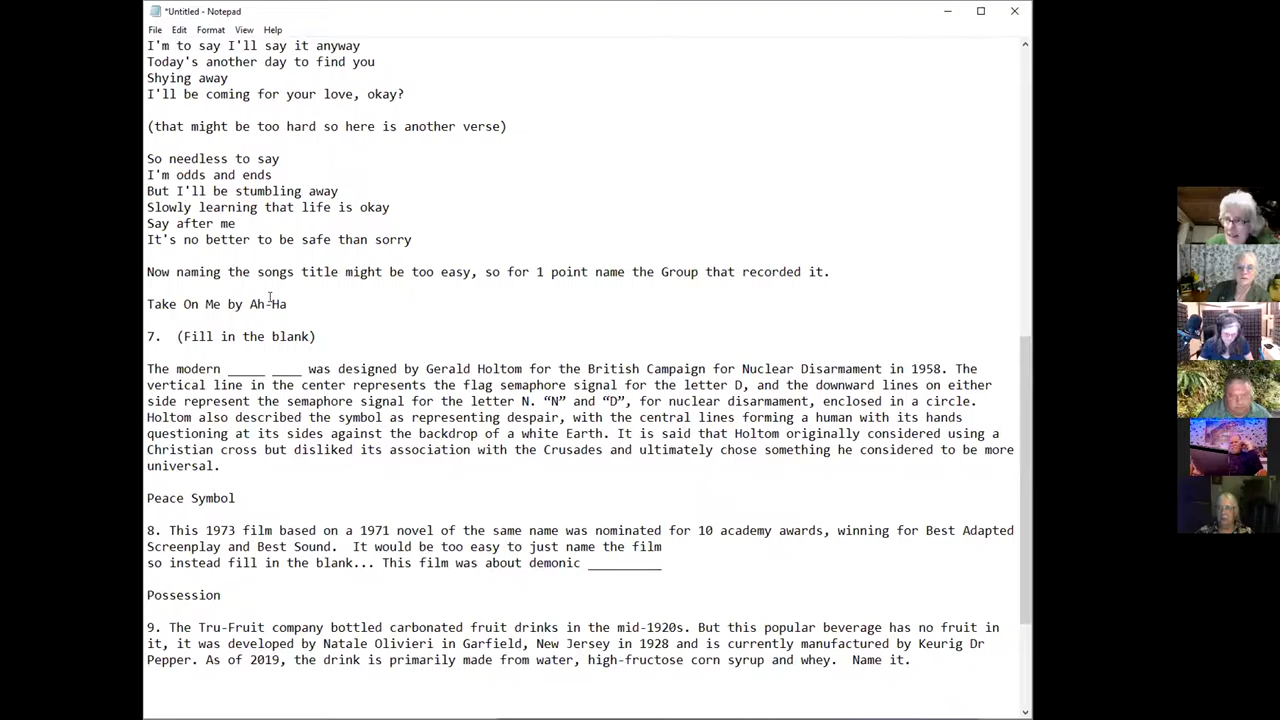 *Untitled - Notepad
File Edit Format View Help
I'm to say I'll say it anyway
Today's another day to find you
Shying away
I'll be coming for your love, okay?
(that might be too hard so here is another verse)
So needless to say
I'm odds and ends
But I'll be stumbling away
Slowly learning that life is okay
Say after me
It's no better to be safe than sorry
Now naming the songs title might be too easy, so for 1 point name the Group that recorded it.
Take On Me by Ah-Ha
7. (Fill in the blank)
The modern _____ ____ was designed by Gerald Holtom for the British Campaign for Nuclear Disarmament in 1958. The
vertical line in the center represents the flag semaphore signal for the letter D, and the downward lines on either
side represent the semaphore signal for the letter N. “N” and “D”, for nuclear disarmament, enclosed in a circle.
Holtom also described the symbol as representing despair, with the central lines forming a human with its hands
questioning at its sides against the backdrop of a white Earth. It is said that Holtom originally considered using a
Christian cross but disliked its association with the Crusades and ultimately chose something he considered to be more
universal.
Peace Symbol
8. This 1973 film based on a 1971 novel of the same name was nominated for 10 academy awards, winning for Best Adapted
Screenplay and Best Sound.  It would be too easy to just name the film
so instead fill in the blank... This film was about demonic __________
Possession
9. The Tru-Fruit company bottled carbonated fruit drinks in the mid-1920s. But this popular beverage has no fruit in
it, it was developed by Natale Olivieri in Garfield, New Jersey in 1928 and is currently manufactured by Keurig Dr
Pepper. As of 2019, the drink is primarily made from water, high-fructose corn syrup and whey.  Name it.